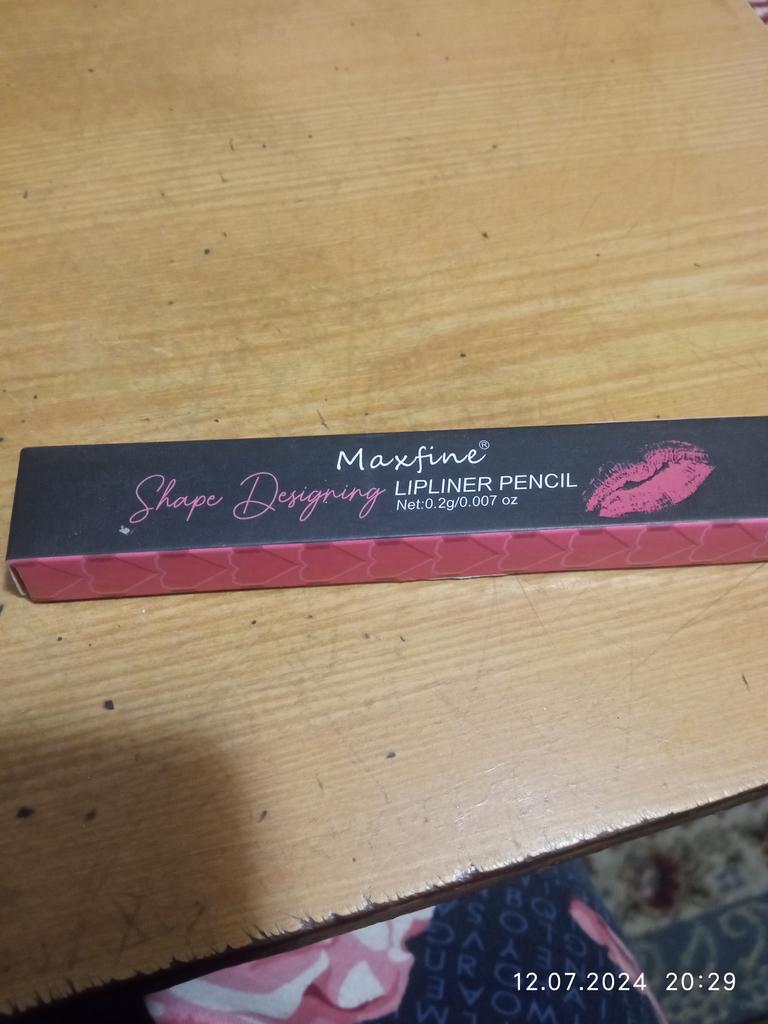 Maxfine®
Shape Designing LIPLINER PENCIL
Net:0.2g/0.007 oz
12.07.2024 20:29